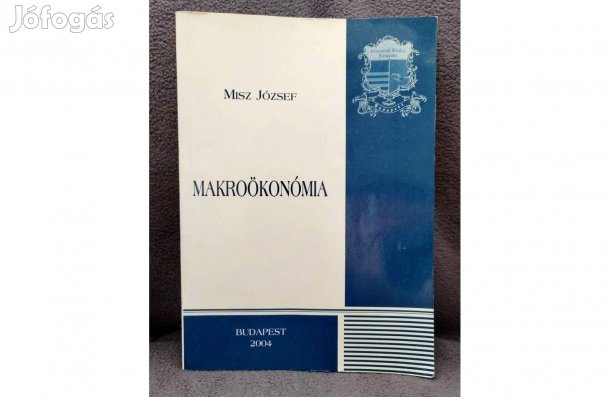 Jófogás
MISZ JÓZSEF
MAKROÖKONÓMIA
BUDAPEST
2004